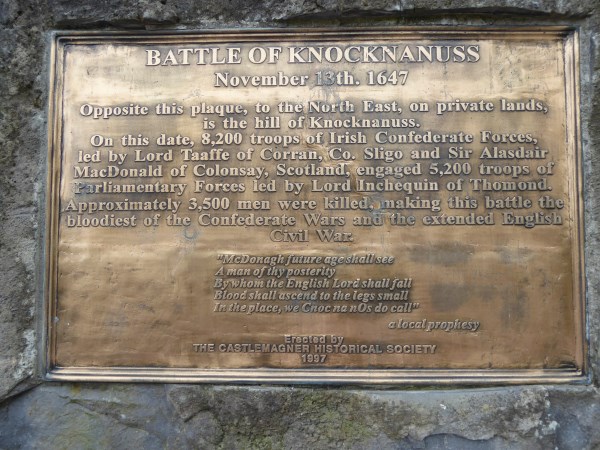 BATTLE OF KNOCKNANUSS
November 13th. 1647
Opposite this plaque, to the North East, on private lands,
is the hill of Knocknanuss.
On this date, 8,200 troops of Irish Confederate Forces,
led by Lord Taaffe of Corran, Co. Sligo and Sir Alasdair
MacDonald of Colonsay, Scotland, engaged 5,200 troops of
Parliamentary Forces led by Lord Inchequin of Thomond.
Approximately 3,500 men were killed, making this battle the
bloodiest of the Confederate Wars and the extended English
Civil War.
"McDonagh future age shall see
A man of thy posterity
By whom the English Lord shall fall
Blood shall ascend to the legs small
In the place, we Cnoc na nOs do call"
a local prophesy
Erected by
THE CASTLEMAGNER HISTORICAL SOCIETY
1997